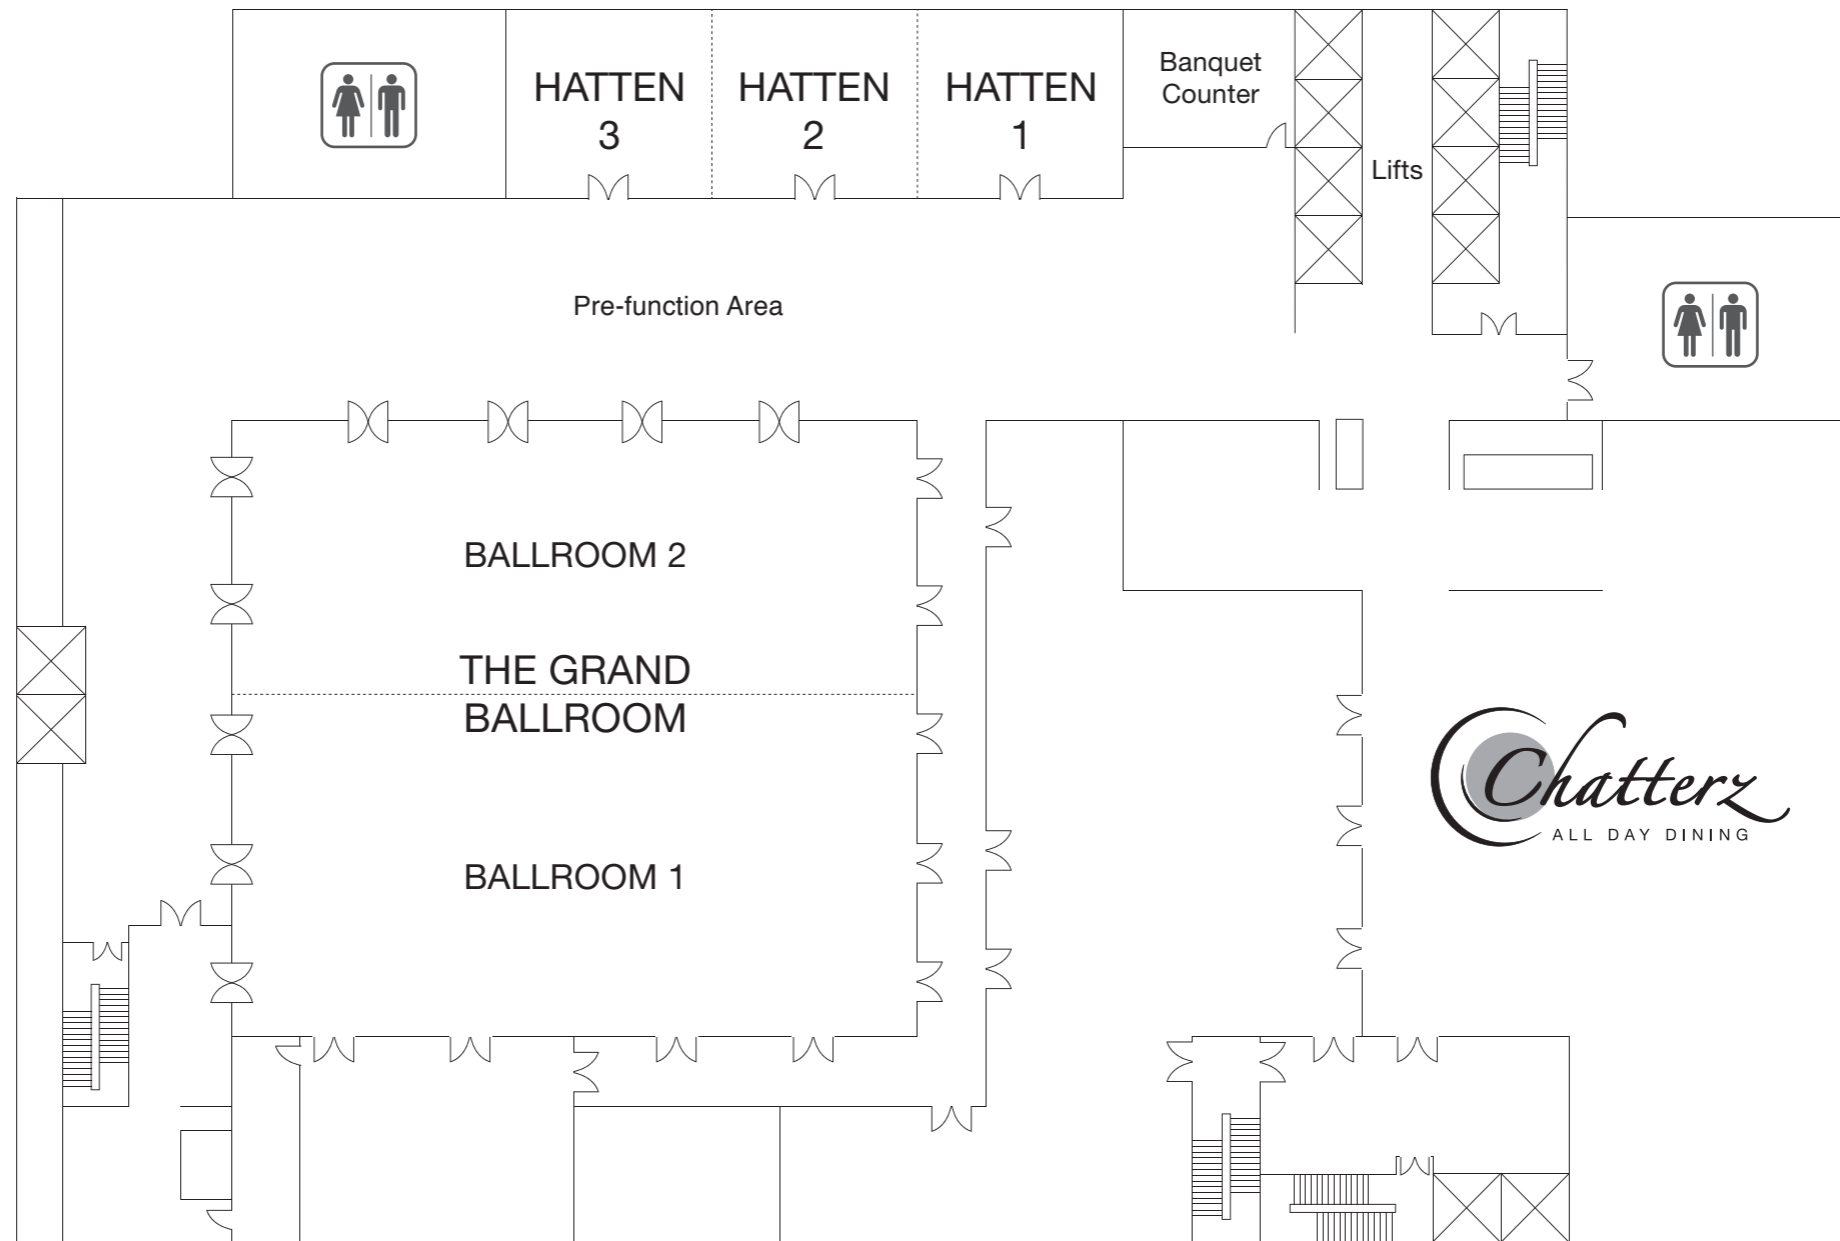 HATTEN
3
HATTEN
2
HATTEN
1
Banquet
Counter
Lifts
Pre-function Area
BALLROOM 2
THE GRAND
BALLROOM
BALLROOM 1
Chatterz
ALL DAY DINING